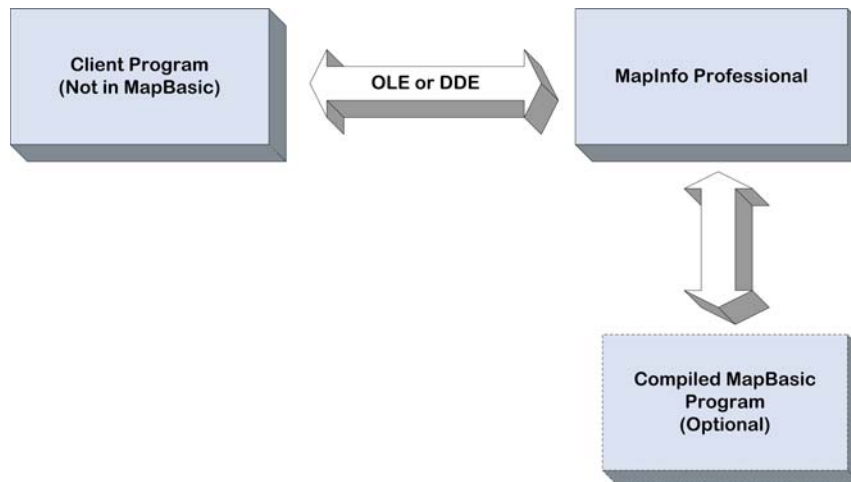 Client Program
(Not in MapBasic)
OLE or DDE
MapInfo Professional
Compiled MapBasic
Program
(Optional)